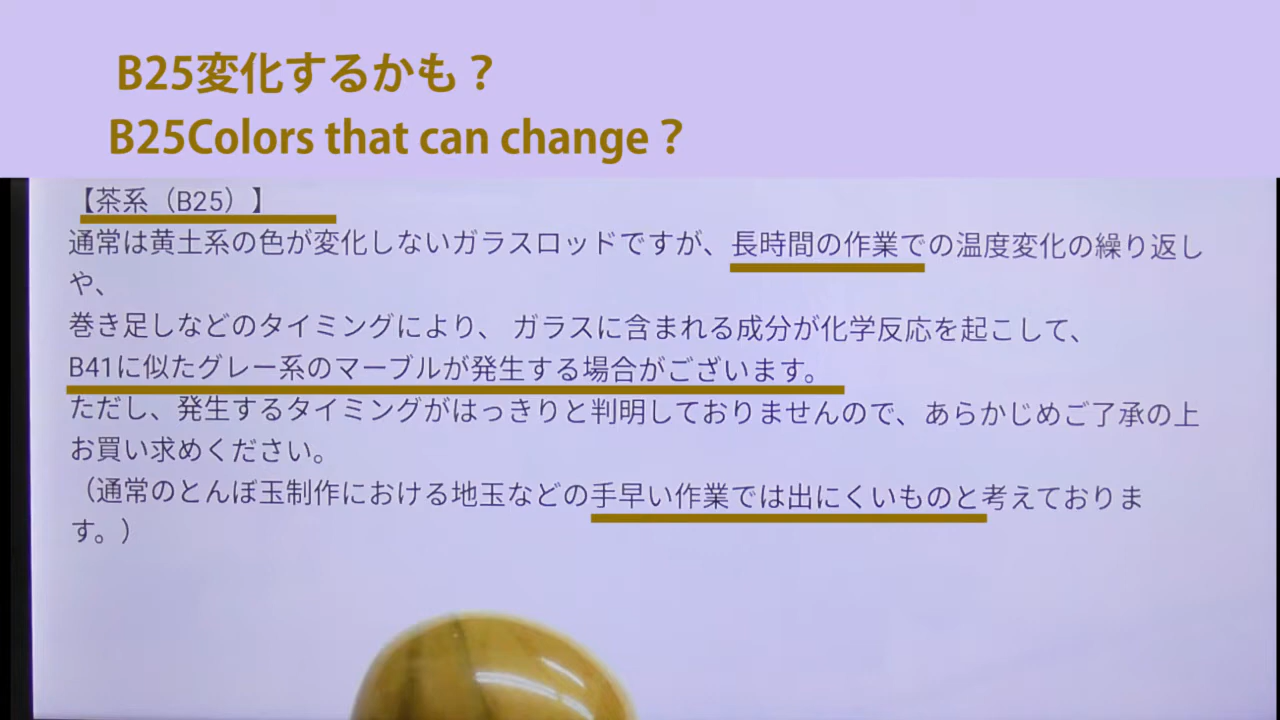 B25変化するかも？
B25Colors that can change？
【茶系（B25）】
通常は黄土系の色が変化しないガラスロッドですが、長時間の作業での温度変化の繰り返し
や、
巻き足しなどのタイミングにより、 ガラスに含まれる成分が化学反応を起こして、
B41に似たグレー系のマーブルが発生する場合がございます。
ただし、発生するタイミングがはっきりと判明しておりませんので、あらかじめご了承の上
お買い求めください。
（通常のとんぼ玉制作における地玉などの手早い作業では出にくいものと考えておりま
す。）